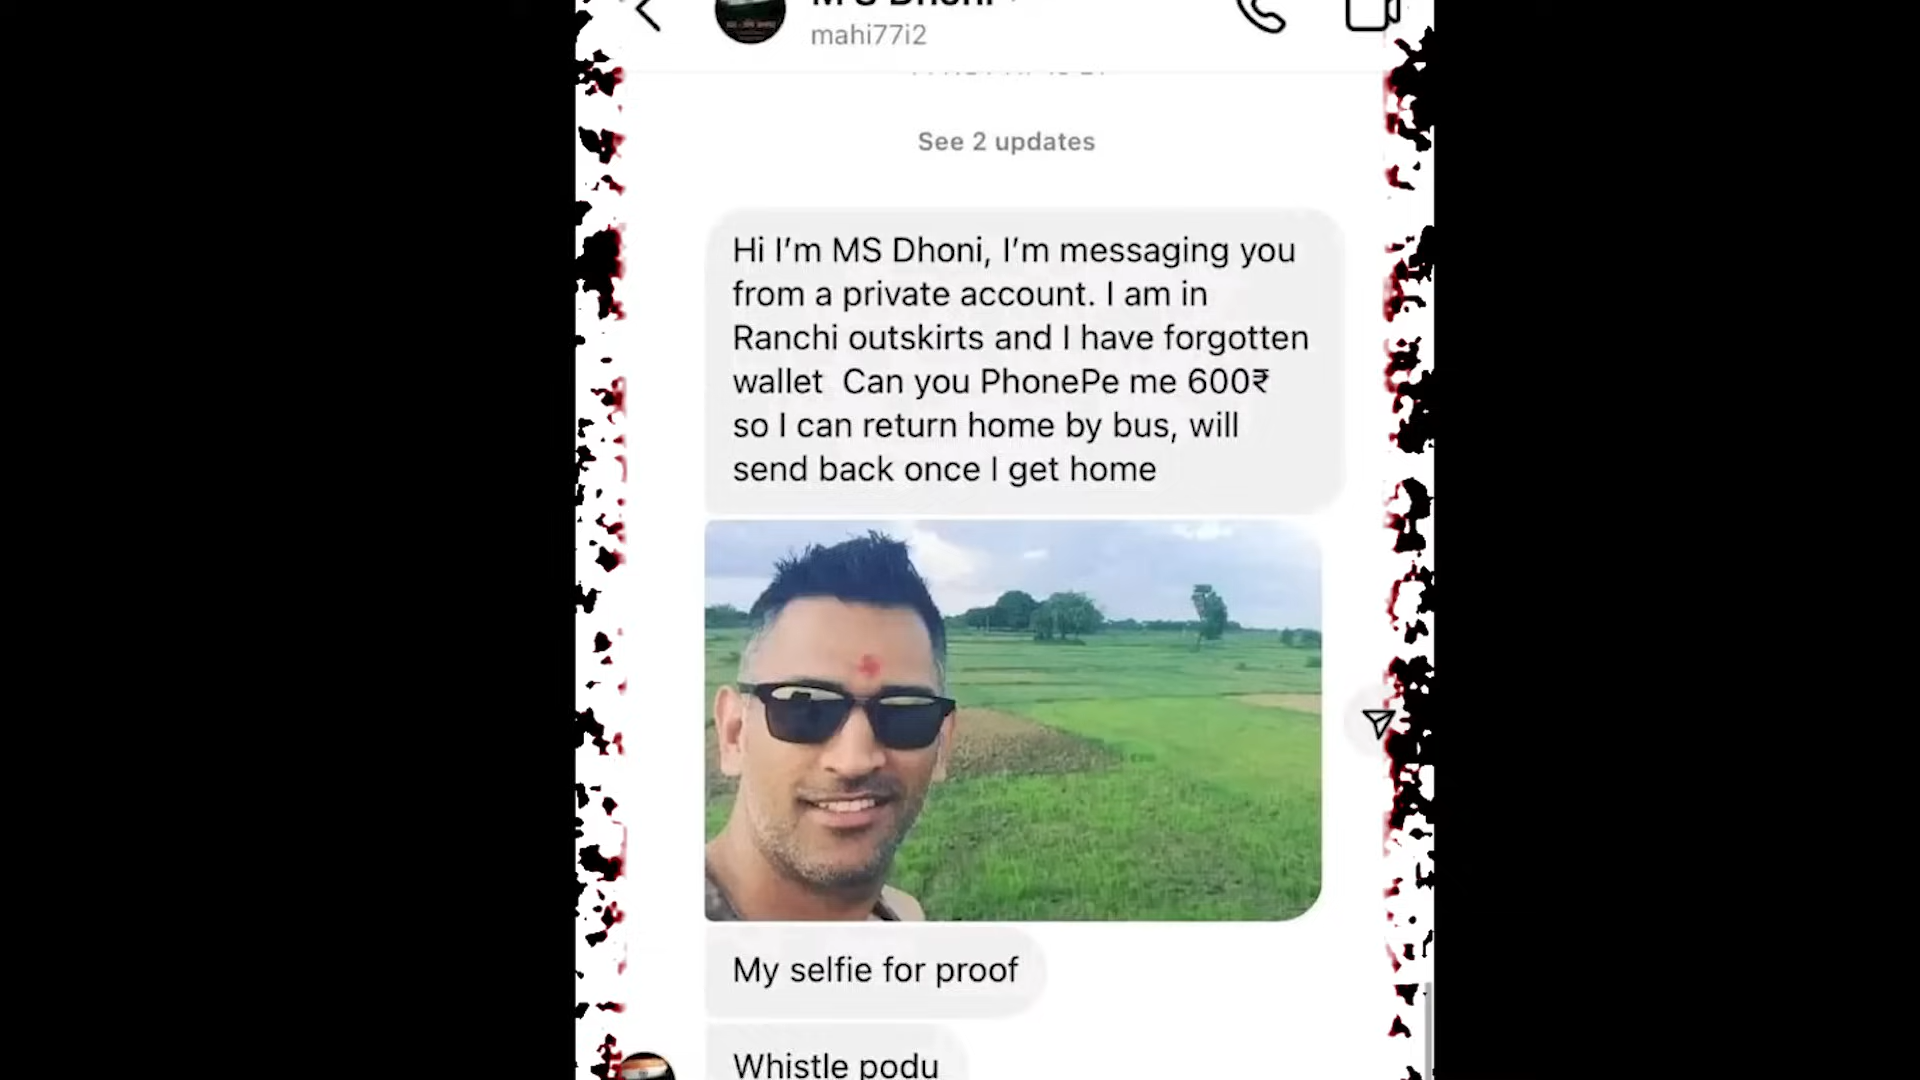 M S Dhoni
mahi77i2
See 2 updates
Hi I’m MS Dhoni, I’m messaging you
from a private account. I am in
Ranchi outskirts and I have forgotten
wallet  Can you PhonePe me 600₹
so I can return home by bus, will
send back once I get home
My selfie for proof
Whistle podu